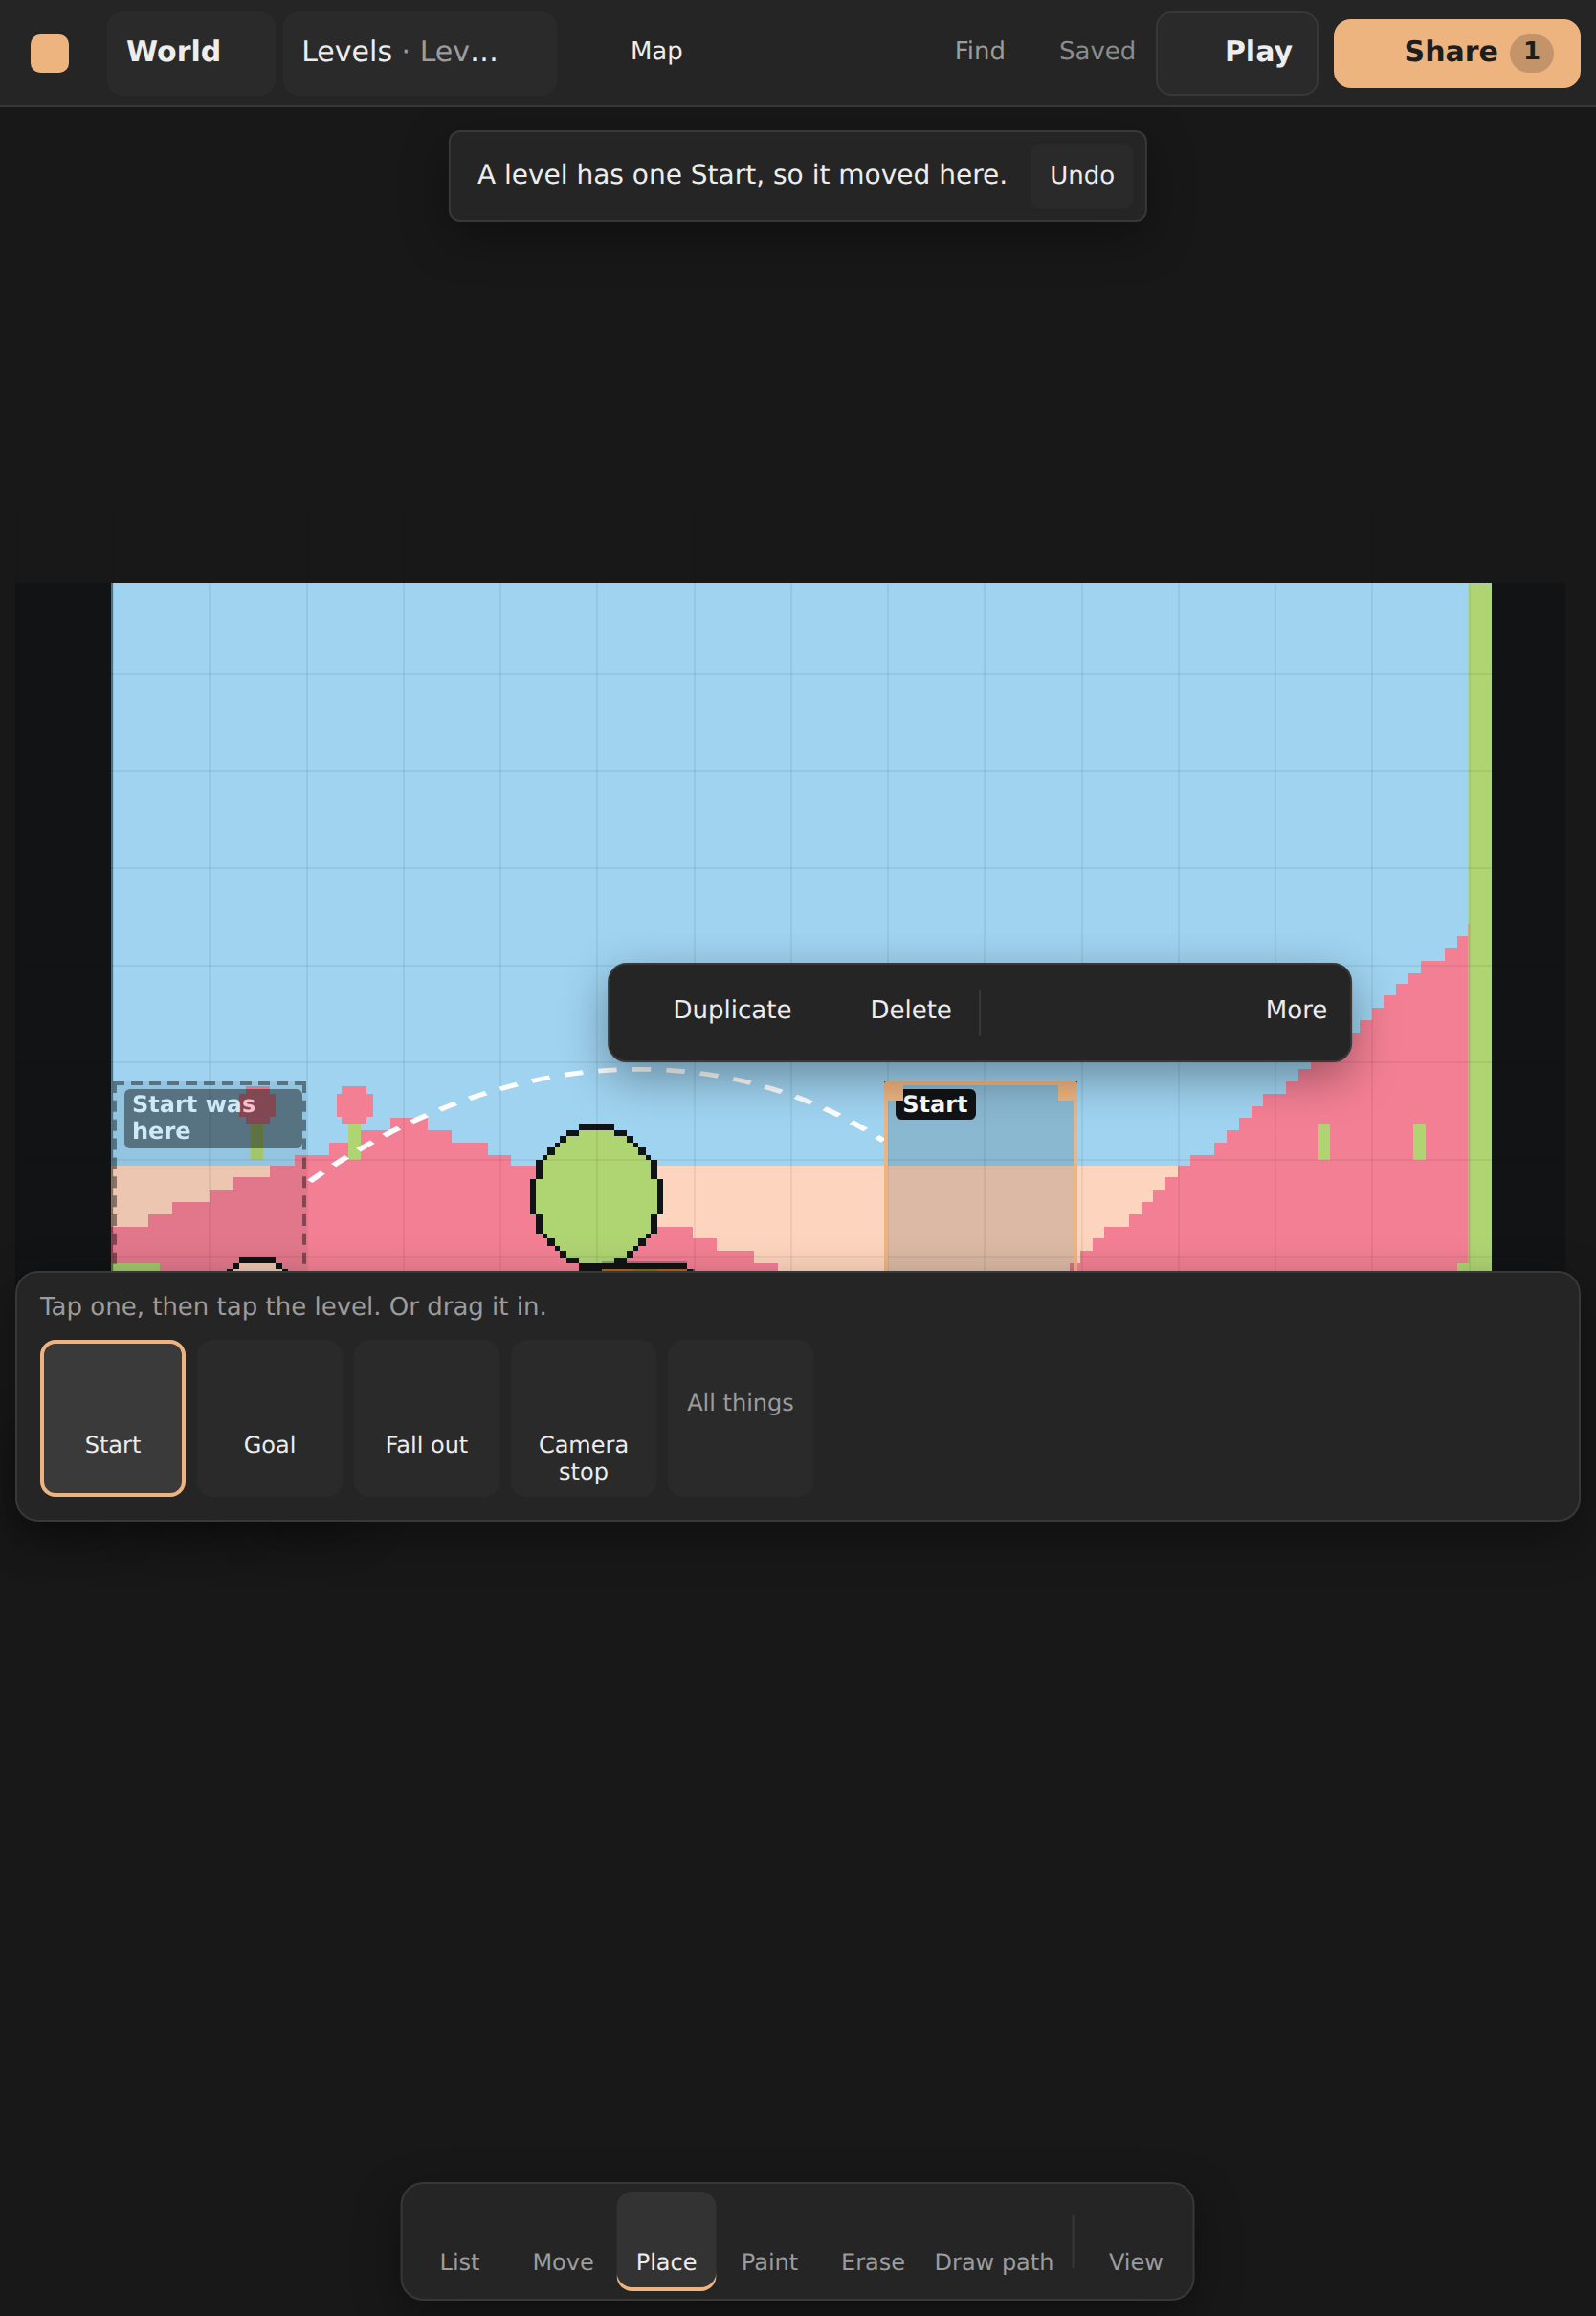 World
Levels · Lev…
Map
Find
Saved
Play
Share 1
A level has one Start, so it moved here.
Undo
Duplicate
Delete
More
Start was
here
Start
Tap one, then tap the level. Or drag it in.
Start
Goal
Fall out
Camera
stop
All things
List
Move
Place
Paint
Erase
Draw path
View